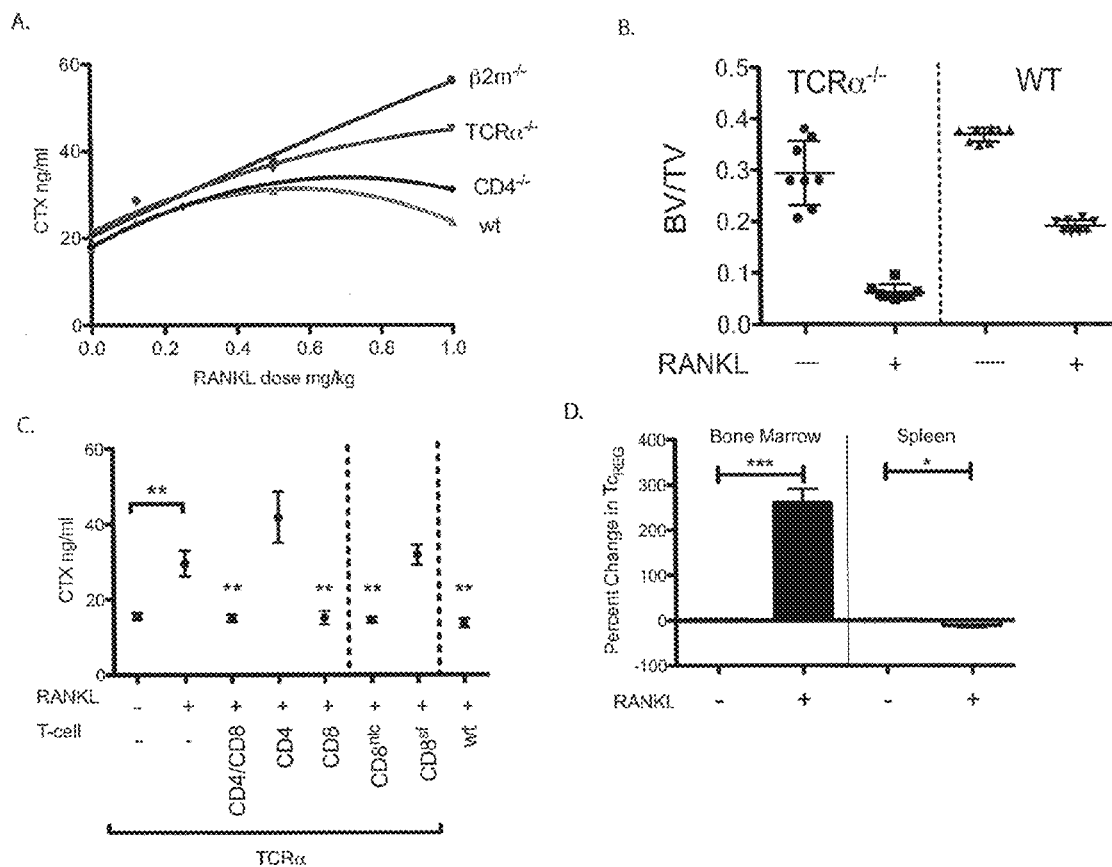 A.
60
40
20
0
CTX ng/ml
0.0 0.2 0.4 0.6 0.8 1.0
RANKL dose mg/kg
β2m-/-
TCRα-/-
CD4-/-
wt
B.
TCRα-/- WT
0.5
0.4
0.3
0.2
0.1
0.0
BV/TV
RANKL --- + ---- +
C.
60
40
20
0
CTX ng/ml
**
** ** ** **
RANKL - + + + + + + +
T-cell - - CD4/CD8 CD4 CD8 CD8nlc CD8sf wt
TCRα
D.
Bone Marrow Spleen
*** *
400
300
200
100
0
-100
Percent Change in TcREG
RANKL - + - +